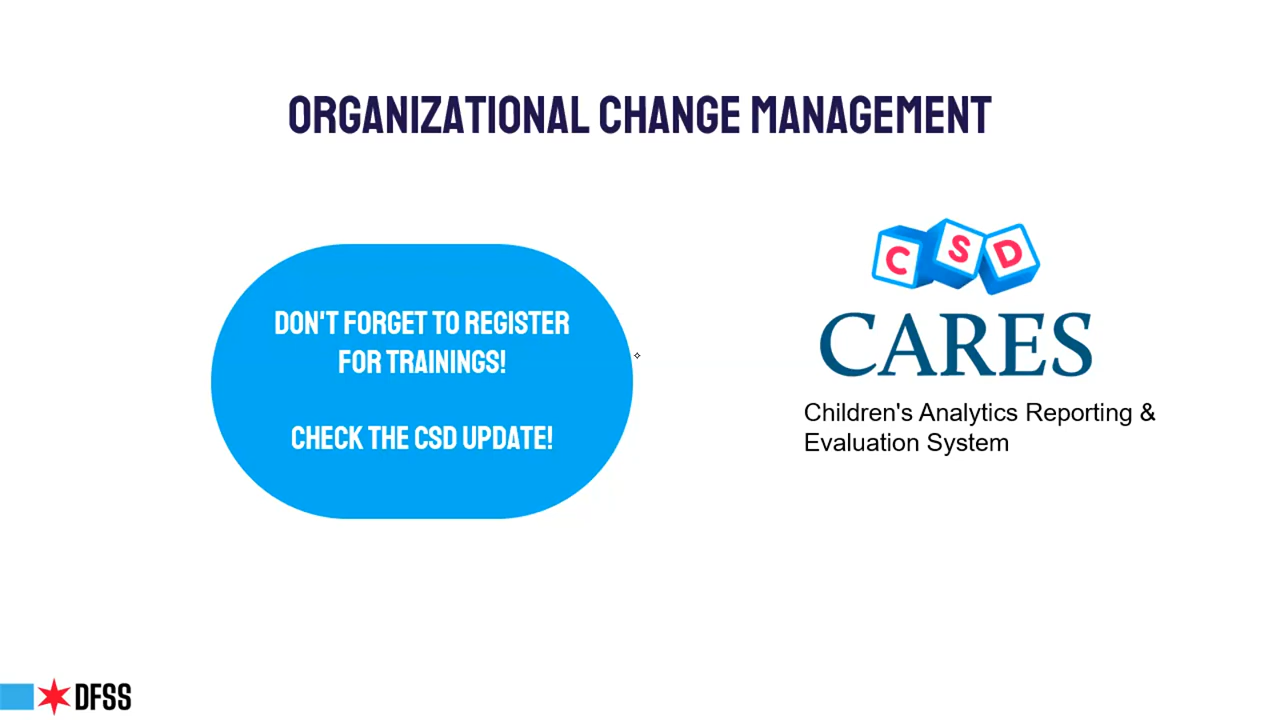 ORGANIZATIONAL CHANGE MANAGEMENT
DON'T FORGET TO REGISTER
FOR TRAININGS!
CHECK THE CSD UPDATE!
C S D
CARES
Children's Analytics Reporting &
Evaluation System
DFSS